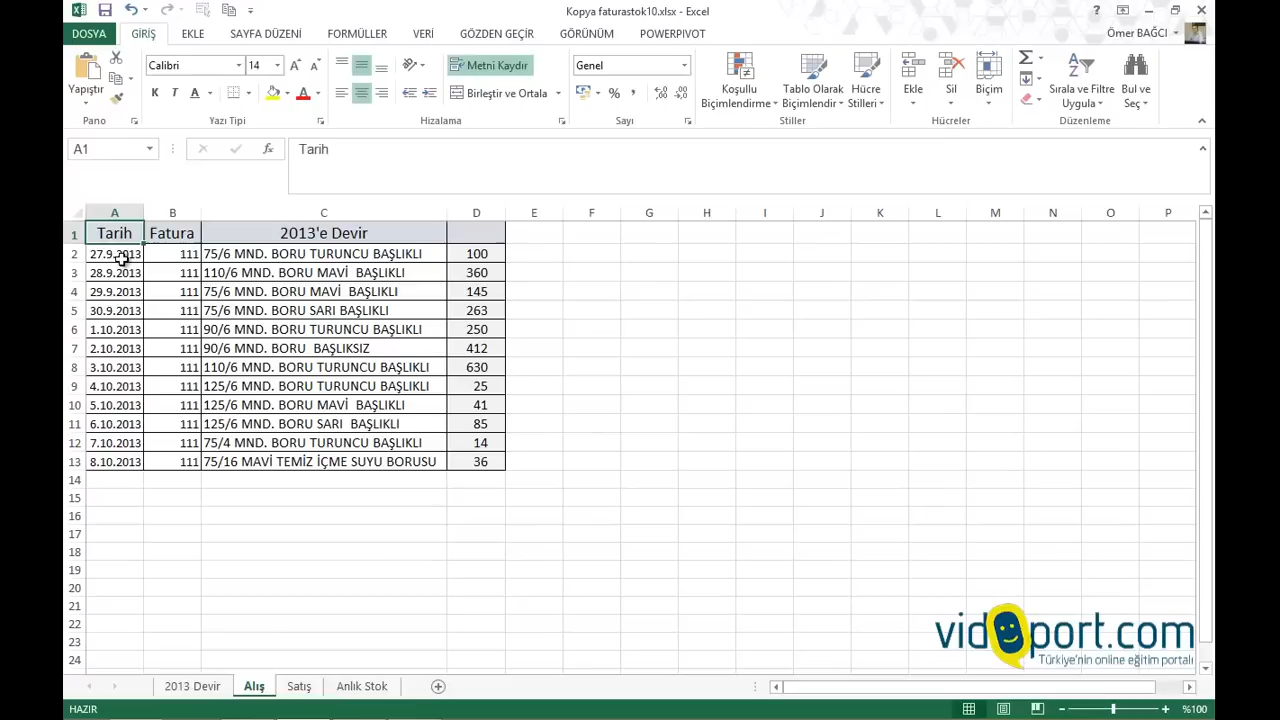 Kopya faturastok10.xlsx - Excel
DOSYA GİRİŞ EKLE SAYFA DÜZENİ FORMÜLLER VERİ GÖZDEN GEÇİR GÖRÜNÜM POWERPIVOT Ömer BAĞCI
Calibri 14 Metni Kaydır Genel
Yapıştır K T A Birleştir ve Ortala Koşullu Biçimlendirme Tablo Olarak Biçimlendir Hücre Stilleri Ekle Sil Biçim Sırala ve Filtre Uygula Bul ve Seç
Pano Yazı Tipi Hizalama Sayı Stiller Hücreler Düzenleme
A1 fx Tarih
A B C D E F G H I J K L M N O P
1 Tarih Fatura 2013'e Devir
2 27.9.2013 111 75/6 MND. BORU TURUNCU BAŞLIKLI 100
3 28.9.2013 111 110/6 MND. BORU MAVİ BAŞLIKLI 360
4 29.9.2013 111 75/6 MND. BORU MAVİ BAŞLIKLI 145
5 30.9.2013 111 75/6 MND. BORU SARI BAŞLIKLI 263
6 1.10.2013 111 90/6 MND. BORU TURUNCU BAŞLIKLI 250
7 2.10.2013 111 90/6 MND. BORU BAŞLIKSIZ 412
8 3.10.2013 111 110/6 MND. BORU TURUNCU BAŞLIKLI 630
9 4.10.2013 111 125/6 MND. BORU TURUNCU BAŞLIKLI 25
10 5.10.2013 111 125/6 MND. BORU MAVİ BAŞLIKLI 41
11 6.10.2013 111 125/6 MND. BORU SARI BAŞLIKLI 85
12 7.10.2013 111 75/4 MND. BORU TURUNCU BAŞLIKLI 14
13 8.10.2013 111 75/16 MAVİ TEMİZ İÇME SUYU BORUSU 36
14
15
16
17
18
19
20
21
22
23
24
vidoport.com
Türkiye'nin online eğitim portalı
2013 Devir Alış Satış Anlık Stok
HAZIR %100